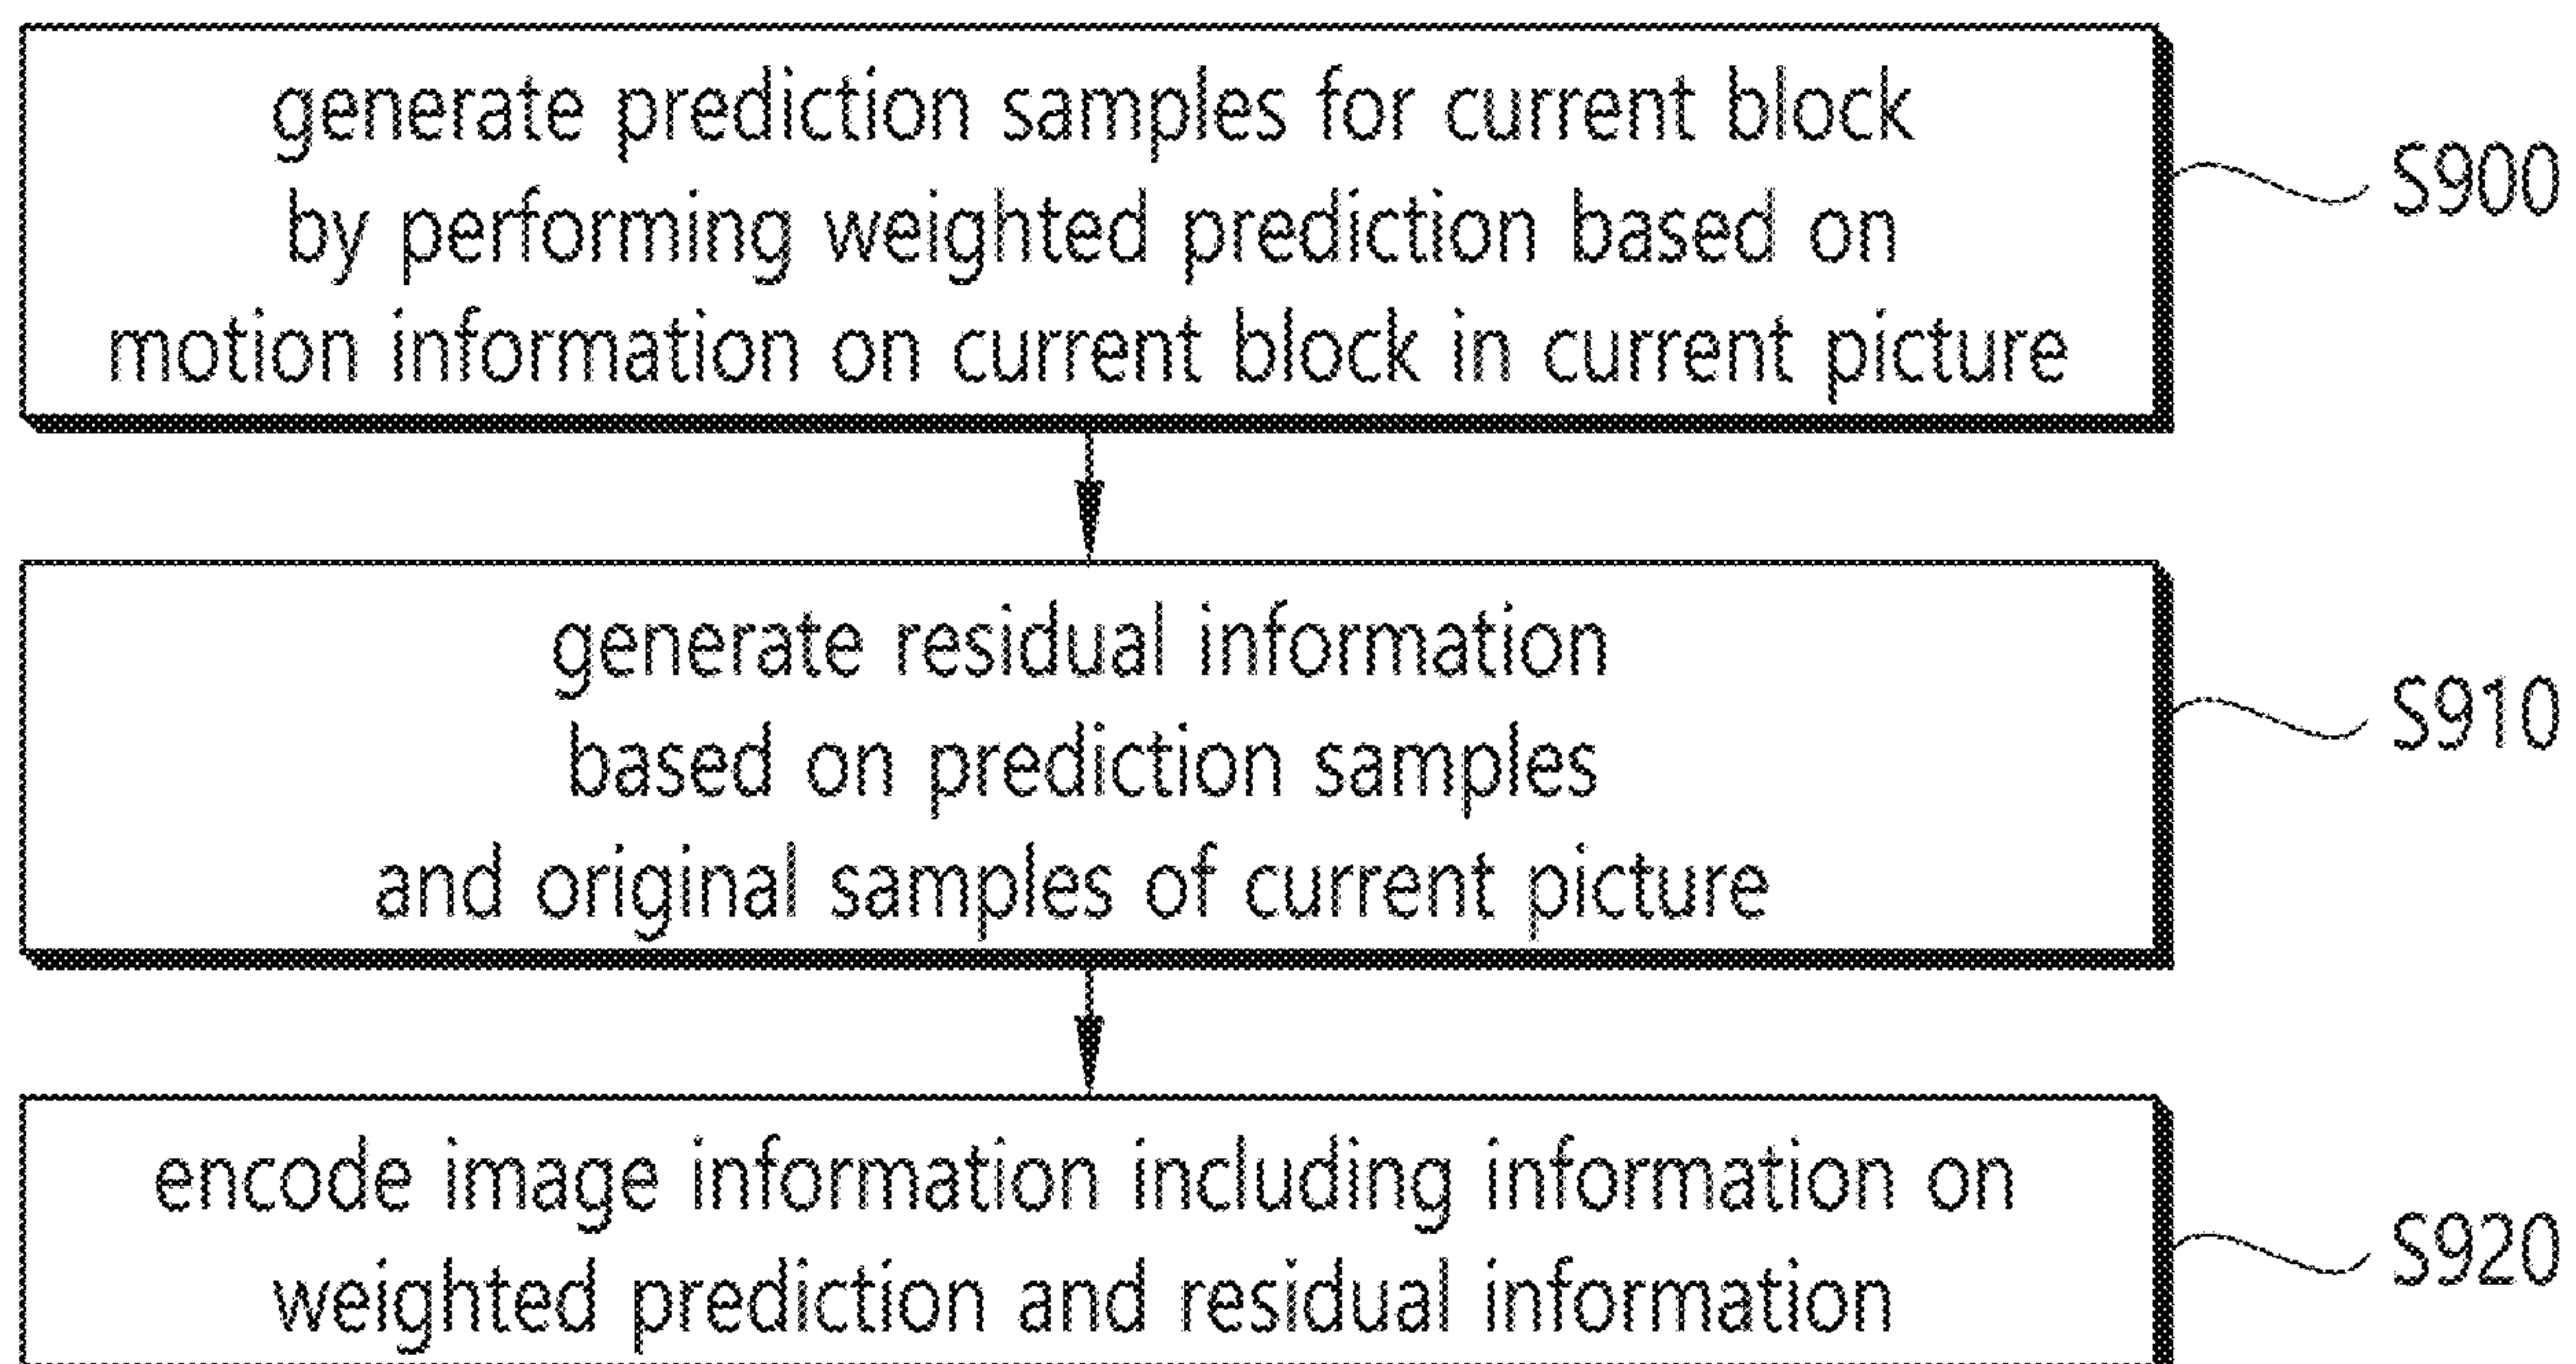 generate prediction samples for current block
by performing weighted prediction based on
motion information on current block in current picture
S900
generate residual information
based on prediction samples
and original samples of current picture
S910
encode image information including information on
weighted prediction and residual information
S920